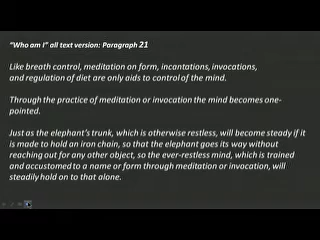 “Who am I” all text version: Paragraph 21
Like breath control, meditation on form, incantations, invocations,
and regulation of diet are only aids to control of the mind.
Through the practice of meditation or invocation the mind becomes one-
pointed.
Just as the elephant’s trunk, which is otherwise restless, will become steady if it
is made to hold an iron chain, so that the elephant goes its way without
reaching out for any other object, so the ever-restless mind, which is trained
and accustomed to a name or form through meditation or invocation, will
steadily hold on to that alone.